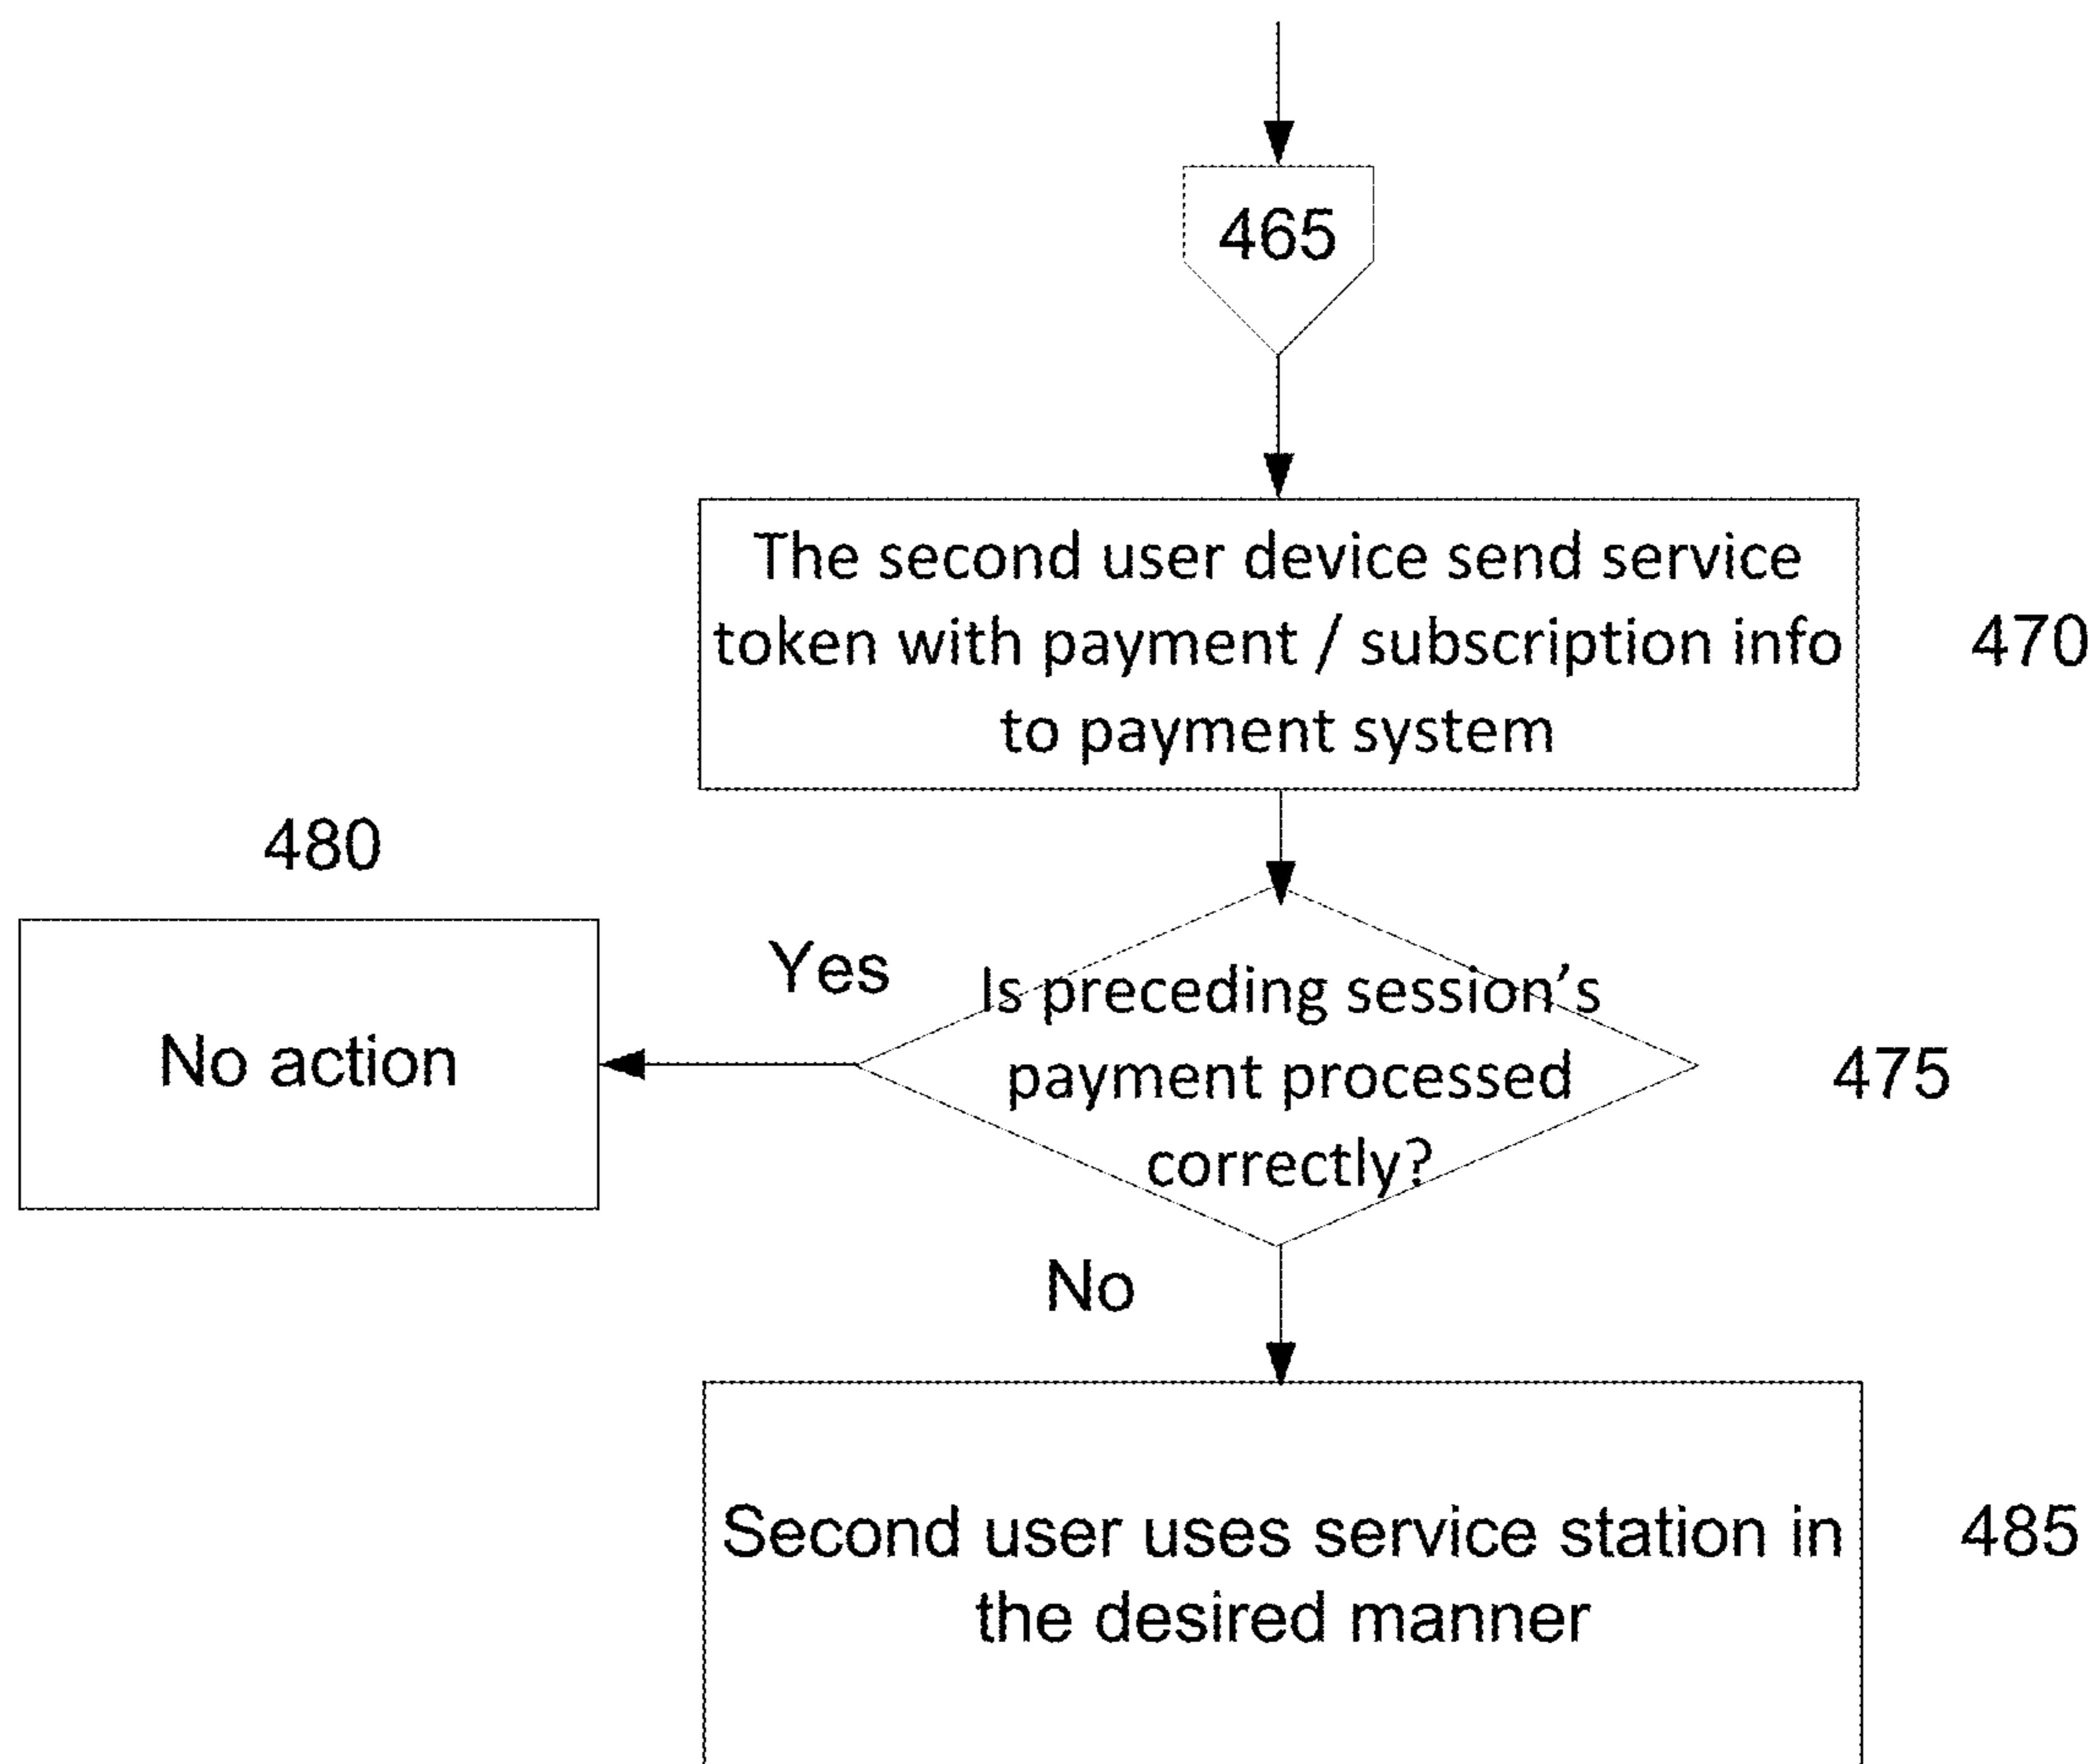 465
The second user device send service
token with payment / subscription info
to payment system
470
480
No action
Yes
Is preceding session's
payment processed
correctly?
475
No
Second user uses service station in
the desired manner
485